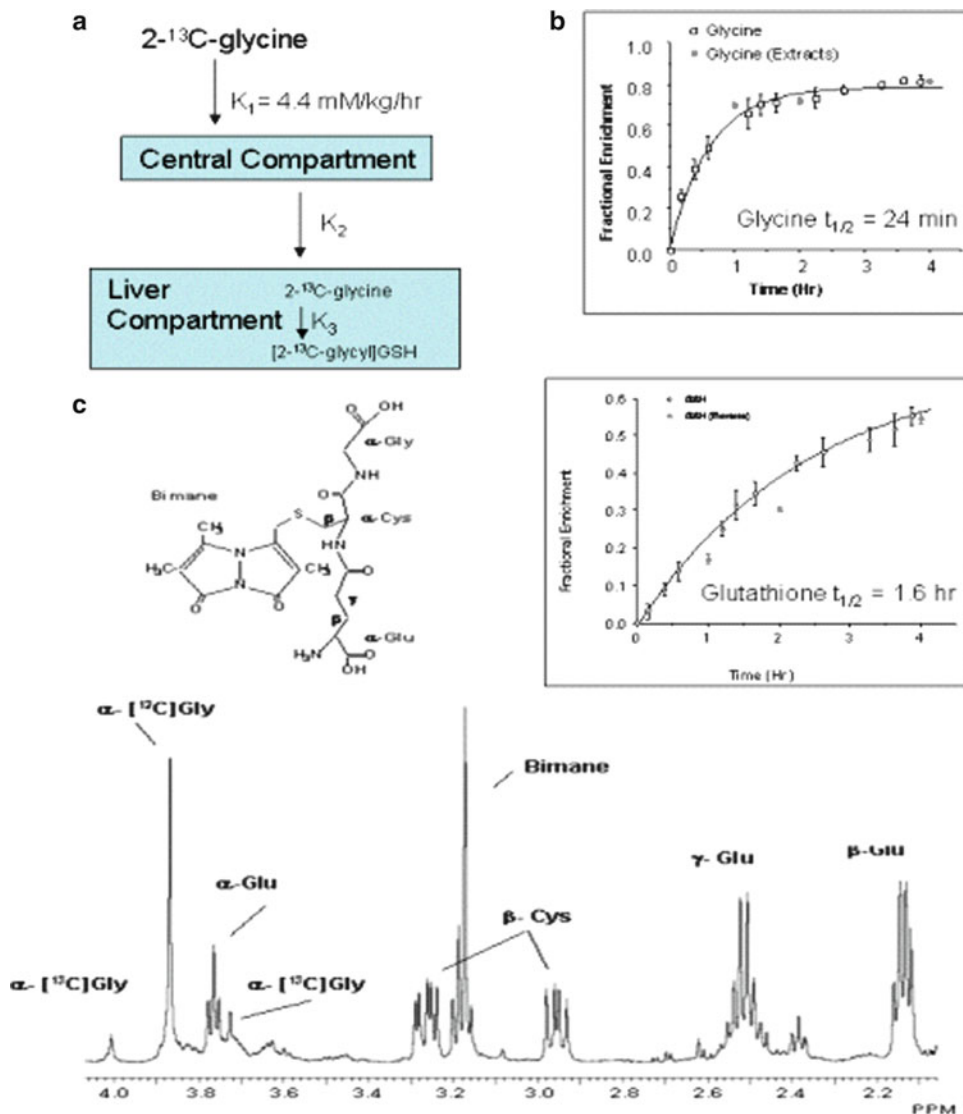 a
2-¹³C-glycine
K₁ = 4.4 mM/kg/hr
Central Compartment
K₂
Liver Compartment
2-¹³C-glycine
K₃
[2-¹³C-glycyl]GSH
b
Glycine
Glycine (Extracts)
1.0
0.8
0.6
0.4
0.2
0.0
Fractional Enrichment
Glycine t₁/₂ = 24 min
0 1 2 3 4
Time (Hr)
GSH
0.6
0.5
0.4
0.3
0.2
0.1
0.0
Fractional Enrichment
Glutathione t₁/₂ = 1.6 hr
0 1 2 3 4
Time (Hr)
c
O OH
α-Gly
NH
O
Bimane
S β α-Cys
CH₃ HN
H₃C N CH₃ O
N
O O γ
β
α-Glu
H₃N O
OH
α- [¹²C]Gly
Bimane
α-Glu
γ- Glu
β-Glu
β- Cys
α- [¹³C]Gly
α- [¹³C]Gly
4.0 3.8 3.6 3.4 3.2 3.0 2.8 2.6 2.4 2.2
PPM